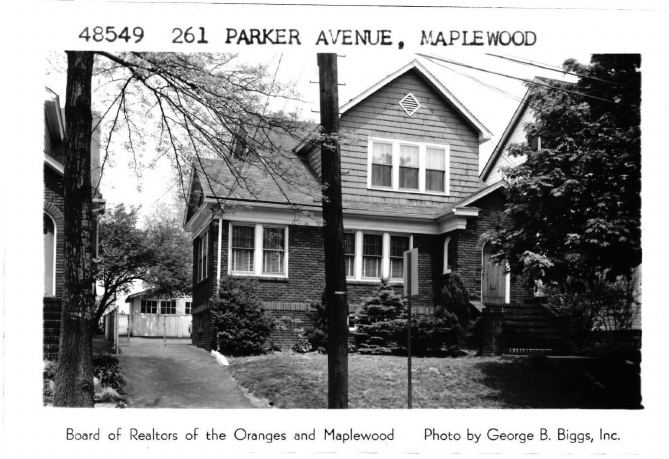 48549 261 PARKER AVENUE, MAPLEWOOD
Board of Realtors of the Oranges and Maplewood Photo by George B. Biggs, Inc.